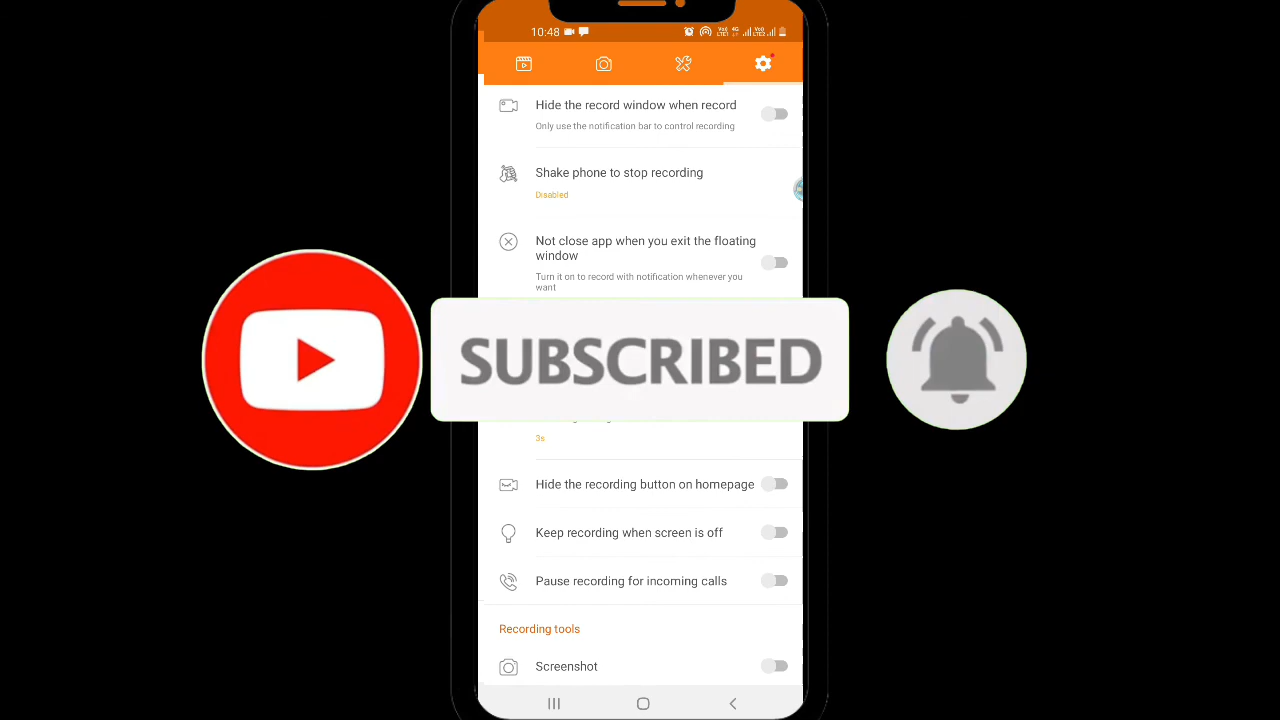 10:48
Hide the record window when record
Only use the notification bar to control recording
Shake phone to stop recording
Disabled
Not close app when you exit the floating
window
Turn it on to record with notification whenever you
want
SUBSCRIBED
3s
Hide the recording button on homepage
Keep recording when screen is off
Pause recording for incoming calls
Recording tools
Screenshot